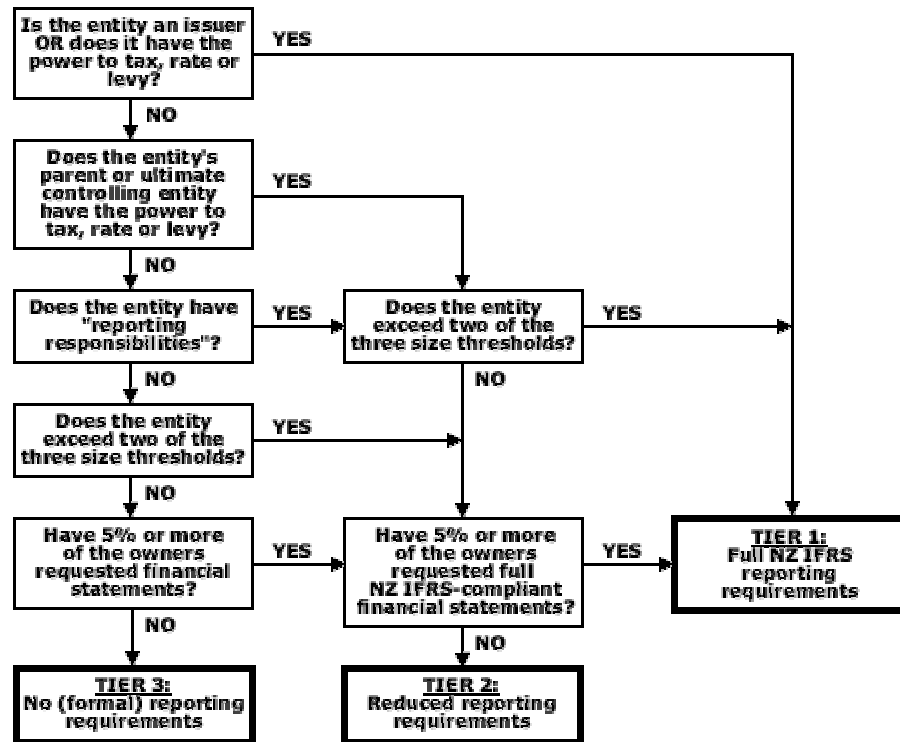 Is the entity an issuer
OR does it have the
power to tax, rate or
levy?
YES
NO
Does the entity's
parent or ultimate
controlling entity
have the power to
tax, rate or levy?
YES
NO
Does the entity have
"reporting
responsibilities"?
YES
Does the entity
exceed two of the
three size thresholds?
YES
NO
NO
Does the entity
exceed two of the
three size thresholds?
YES
NO
Have 5% or more
of the owners
requested financial
statements?
YES
Have 5% or more
of the owners
requested full
NZ IFRS-compliant
financial statements?
YES
TIER 1:
Full NZ IFRS
reporting
requirements
NO
NO
TIER 3:
No (formal) reporting
requirements
TIER 2:
Reduced reporting
requirements